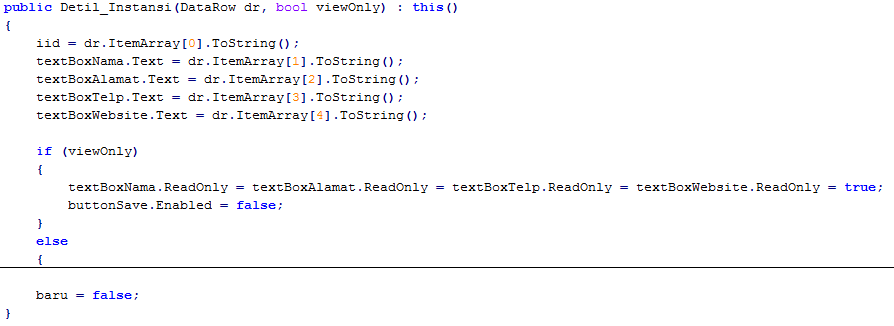 public Detil_Instansi(DataRow dr, bool viewOnly) : this()
{
    iid = dr.ItemArray[0].ToString();
    textBoxNama.Text = dr.ItemArray[1].ToString();
    textBoxAlamat.Text = dr.ItemArray[2].ToString();
    textBoxTelp.Text = dr.ItemArray[3].ToString();
    textBoxWebsite.Text = dr.ItemArray[4].ToString();

    if (viewOnly)
    {
        textBoxNama.ReadOnly = textBoxAlamat.ReadOnly = textBoxTelp.ReadOnly = textBoxWebsite.ReadOnly = true;
        buttonSave.Enabled = false;
    }
    else
    {

    baru = false;
}